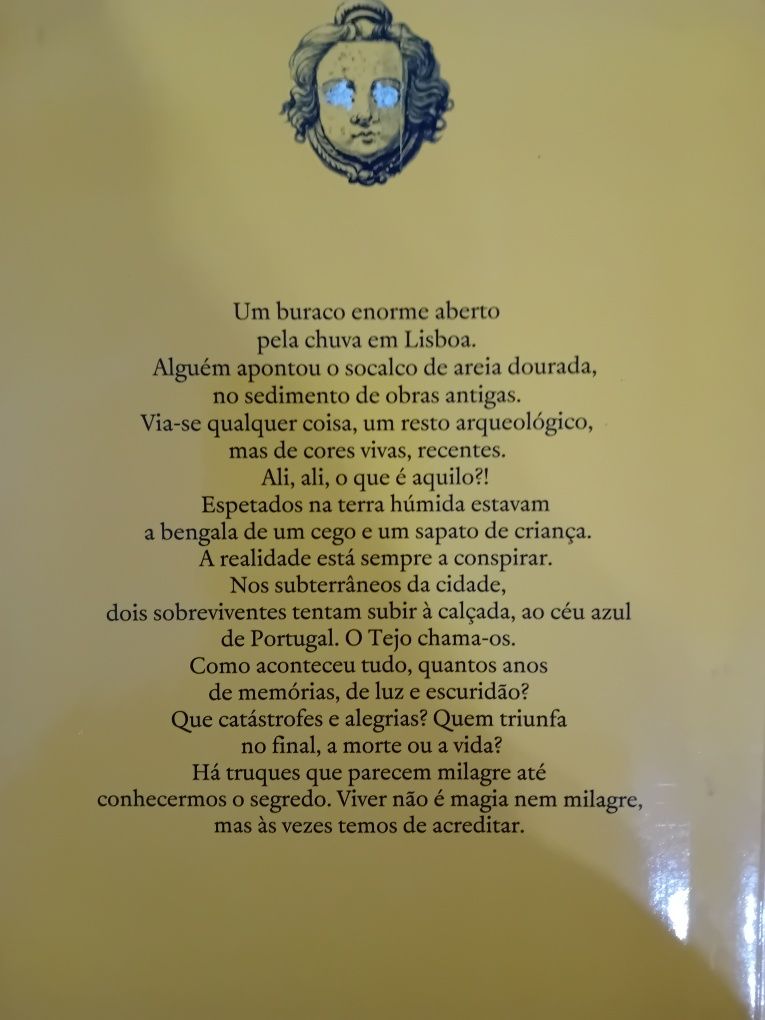 Um buraco enorme aberto
pela chuva em Lisboa.
Alguém apontou o socalco de areia dourada,
no sedimento de obras antigas.
Via-se qualquer coisa, um resto arqueológico,
mas de cores vivas, recentes.
Ali, ali, o que é aquilo?!
Espetados na terra húmida estavam
a bengala de um cego e um sapato de criança.
A realidade está sempre a conspirar.
Nos subterrâneos da cidade,
dois sobreviventes tentam subir à calçada, ao céu azul
de Portugal. O Tejo chama-os.
Como aconteceu tudo, quantos anos
de memórias, de luz e escuridão?
Que catástrofes e alegrias? Quem triunfa
no final, a morte ou a vida?
Há truques que parecem milagre até
conhecermos o segredo. Viver não é magia nem milagre,
mas às vezes temos de acreditar.